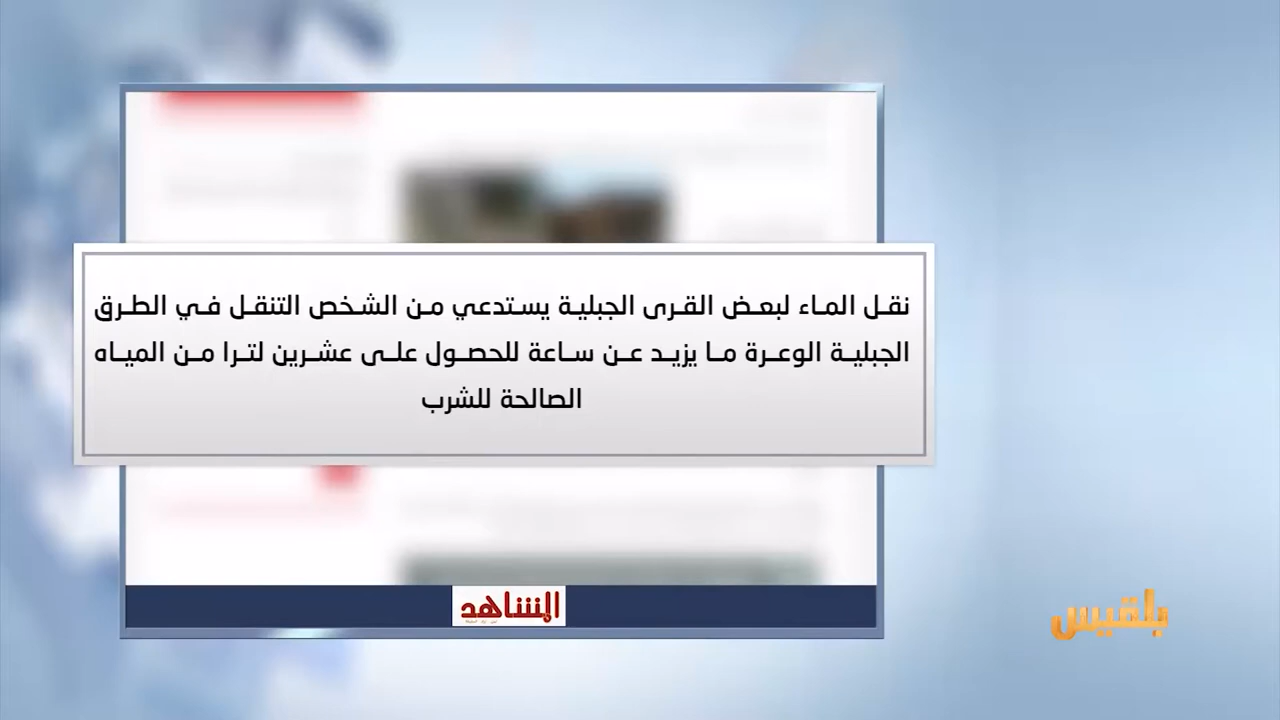 نقل الماء لبعض القرى الجبلية يستدعي من الشخص التنقل في الطرق
الجبلية الوعرة ما يزيد عن ساعة للحصول على عشرين لترا من المياه
الصالحة للشرب
المشاهد
بلقيس